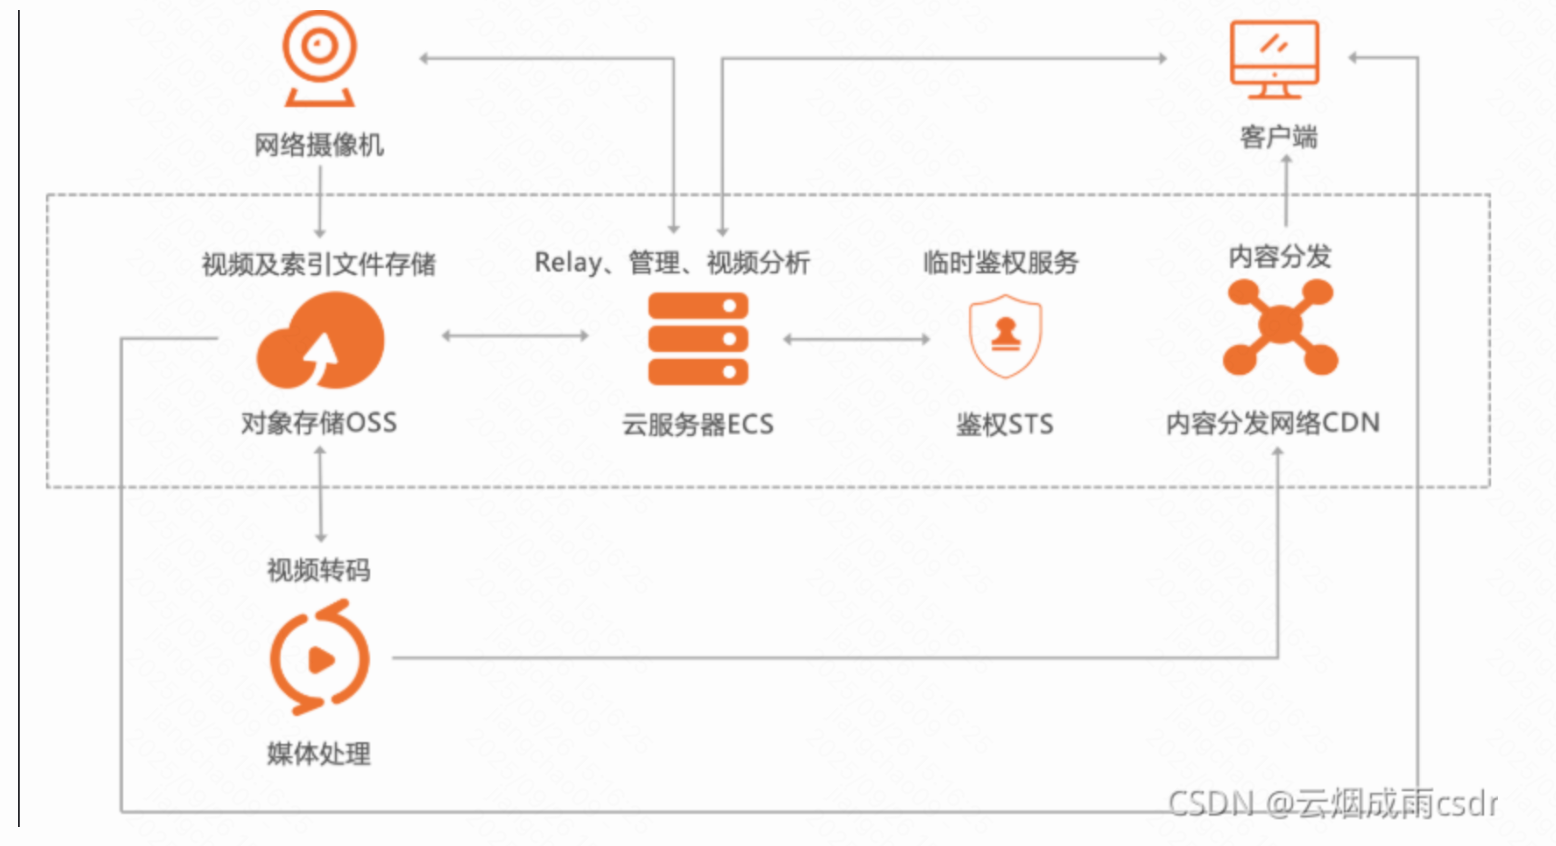 网络摄像机
客户端
视频及索引文件存储
Relay、管理、视频分析
临时鉴权服务
内容分发
对象存储OSS
云服务器ECS
鉴权STS
内容分发网络CDN
视频转码
媒体处理
CSDN @云烟成雨csdn